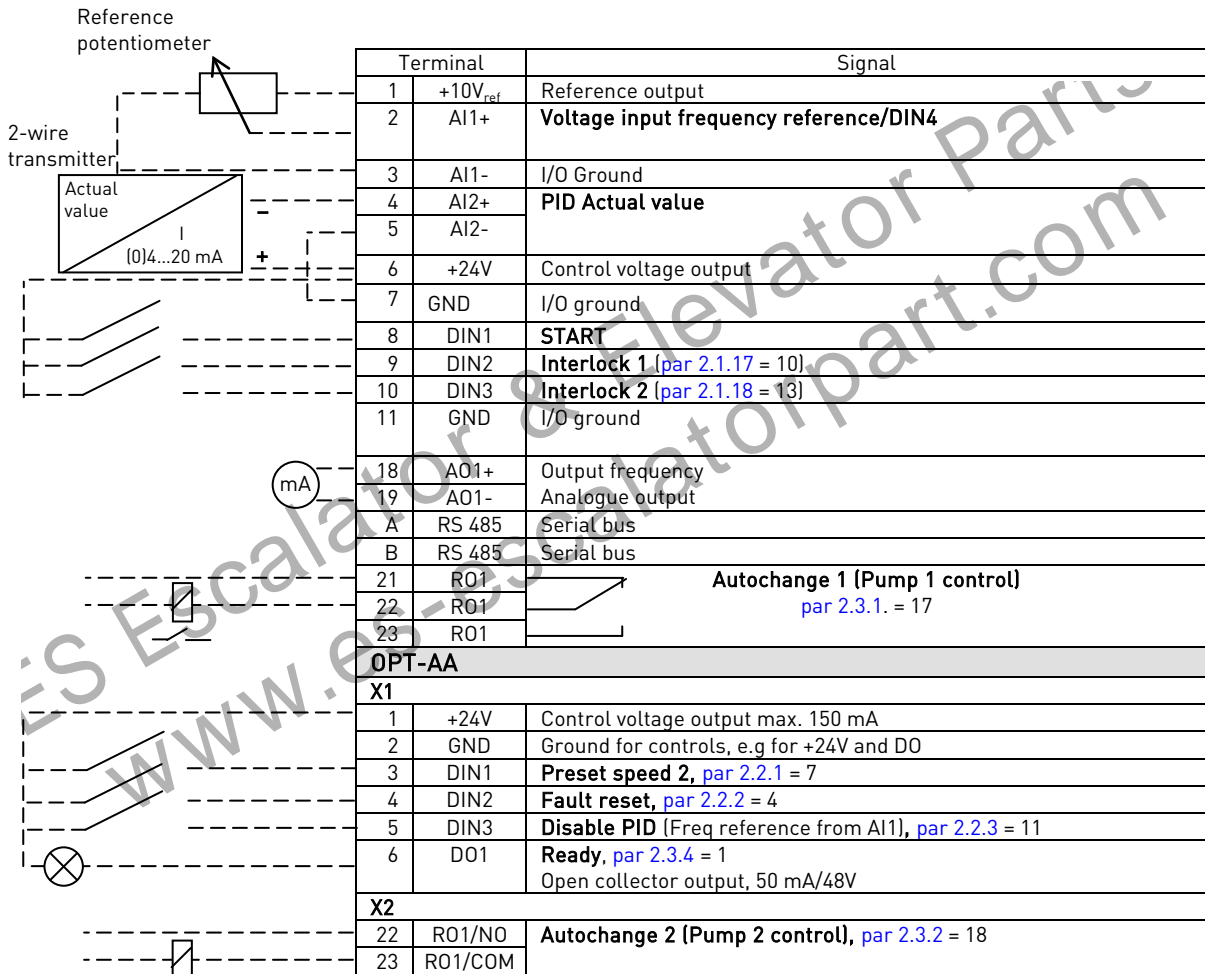 Reference
potentiometer
Terminal Signal
1 +10Vref Reference output
2 AI1+ Voltage input frequency reference/DIN4
2-wire
transmitter
3 AI1- I/O Ground
Actual
value
4 AI2+ PID Actual value
–
5 AI2-
I
(0)4...20 mA
+
6 +24V Control voltage output
7 GND I/O ground
8 DIN1 START
9 DIN2 Interlock 1 (par 2.1.17 = 10)
10 DIN3 Interlock 2 (par 2.1.18 = 13)
11 GND I/O ground
mA
18 AO1+ Output frequency
19 AO1- Analogue output
A RS 485 Serial bus
B RS 485 Serial bus
21 RO1 Autochange 1 (Pump 1 control)
22 RO1 par 2.3.1. = 17
23 RO1
OPT-AA
X1
1 +24V Control voltage output max. 150 mA
2 GND Ground for controls, e.g for +24V and DO
3 DIN1 Preset speed 2, par 2.2.1 = 7
4 DIN2 Fault reset, par 2.2.2 = 4
5 DIN3 Disable PID (Freq reference from AI1), par 2.2.3 = 11
6 DO1 Ready, par 2.3.4 = 1
Open collector output, 50 mA/48V
X2
22 RO1/NO Autochange 2 (Pump 2 control), par 2.3.2 = 18
23 RO1/COM
ES Escalator & Elevator Parts
www.es-escalatorpart.com